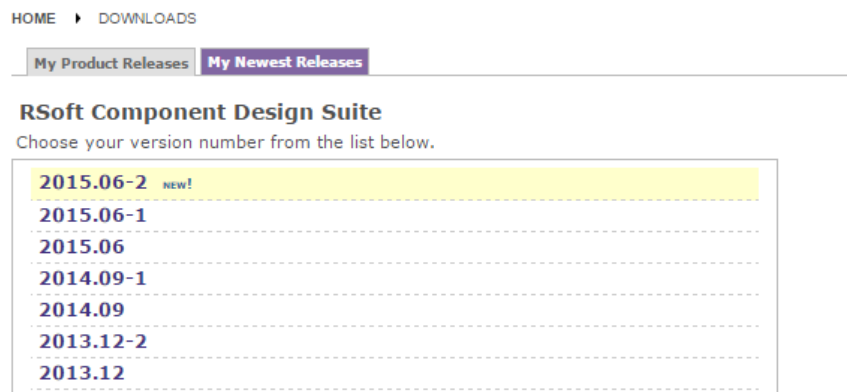 HOME DOWNLOADS
My Product Releases My Newest Releases
RSoft Component Design Suite
Choose your version number from the list below.
2015.06-2 NEW!
2015.06-1
2015.06
2014.09-1
2014.09
2013.12-2
2013.12